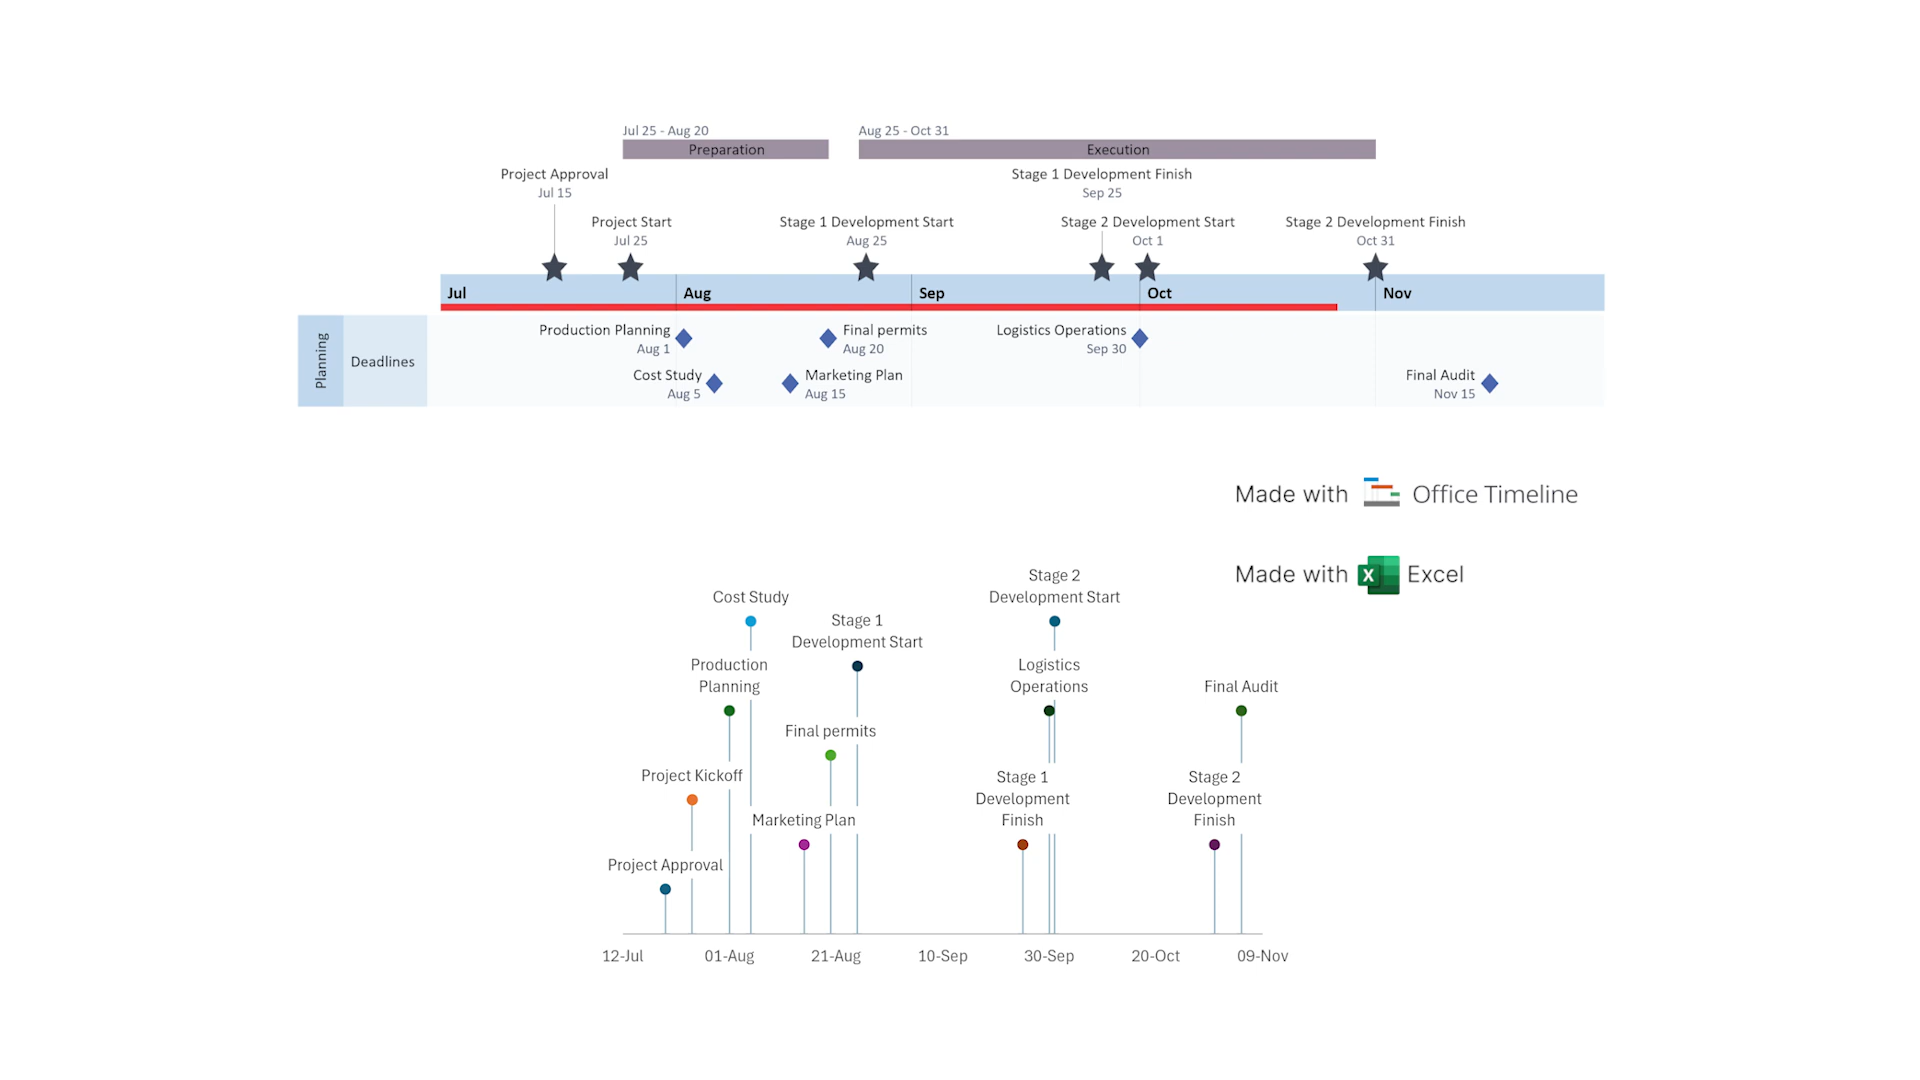 Jul 25 - Aug 20
Aug 25 - Oct 31
Preparation
Execution
Project Approval
Jul 15
Stage 1 Development Finish
Sep 25
Project Start
Jul 25
Stage 1 Development Start
Aug 25
Stage 2 Development Start
Oct 1
Stage 2 Development Finish
Oct 31
Jul
Aug
Sep
Oct
Nov
Planning
Deadlines
Production Planning
Aug 1
Final permits
Aug 20
Logistics Operations
Sep 30
Cost Study
Aug 5
Marketing Plan
Aug 15
Final Audit
Nov 15
Made with Office Timeline
Made with Excel
Stage 2
Development Start
Cost Study
Stage 1
Development Start
Production
Planning
Logistics
Operations
Final Audit
Final permits
Project Kickoff
Stage 1
Development
Finish
Stage 2
Development
Finish
Marketing Plan
Project Approval
12-Jul
01-Aug
21-Aug
10-Sep
30-Sep
20-Oct
09-Nov